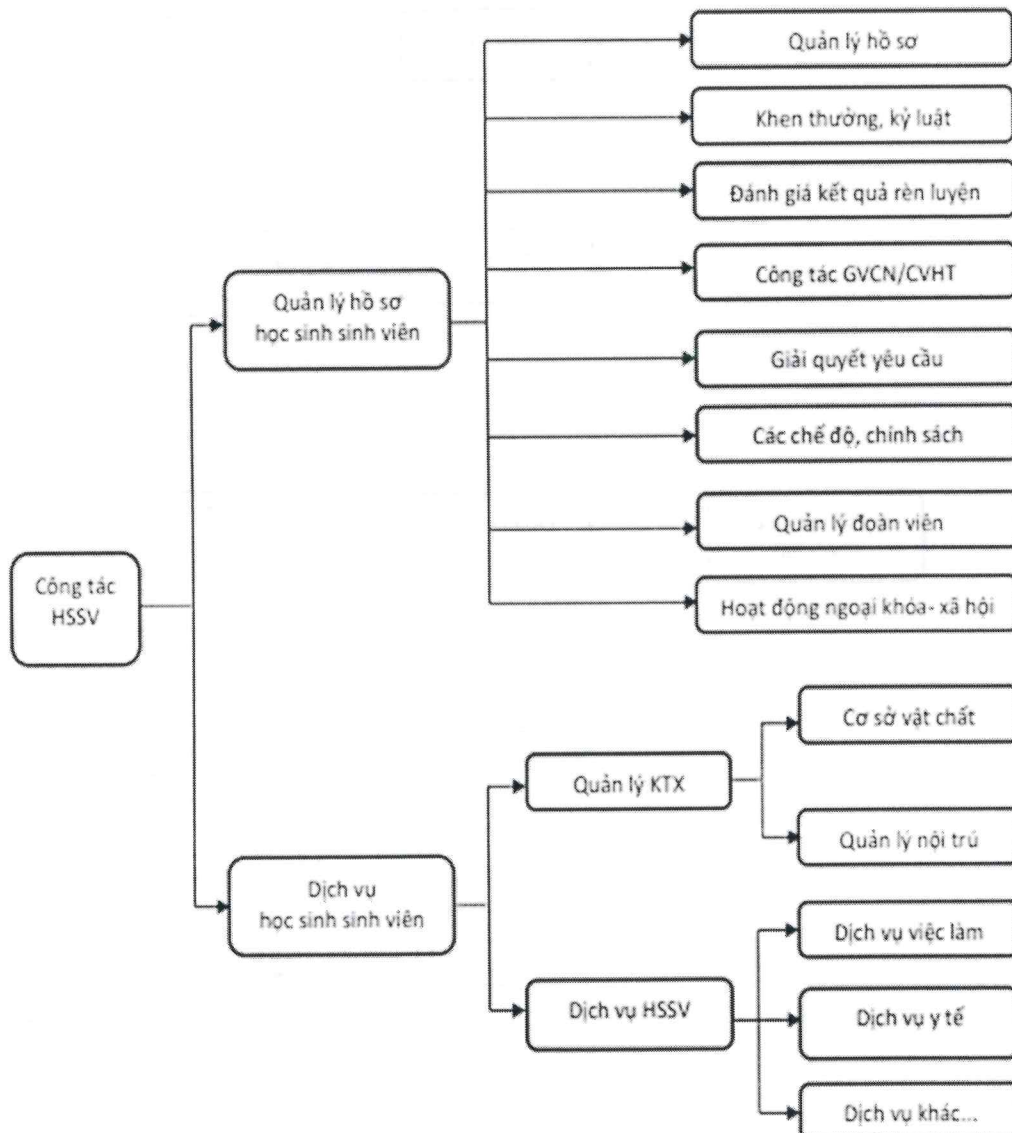 Quản lý hồ sơ
Khen thưởng, kỷ luật
Đánh giá kết quả rèn luyện
Công tác GVCN/CVHT
Quản lý hồ sơ
học sinh sinh viên
Giải quyết yêu cầu
Các chế độ, chính sách
Quản lý đoàn viên
Công tác
HSSV
Hoạt động ngoại khóa- xã hội
Cơ sở vật chất
Quản lý KTX
Quản lý nội trú
Dịch vụ
học sinh sinh viên
Dịch vụ việc làm
Dịch vụ HSSV
Dịch vụ y tế
Dịch vụ khác...